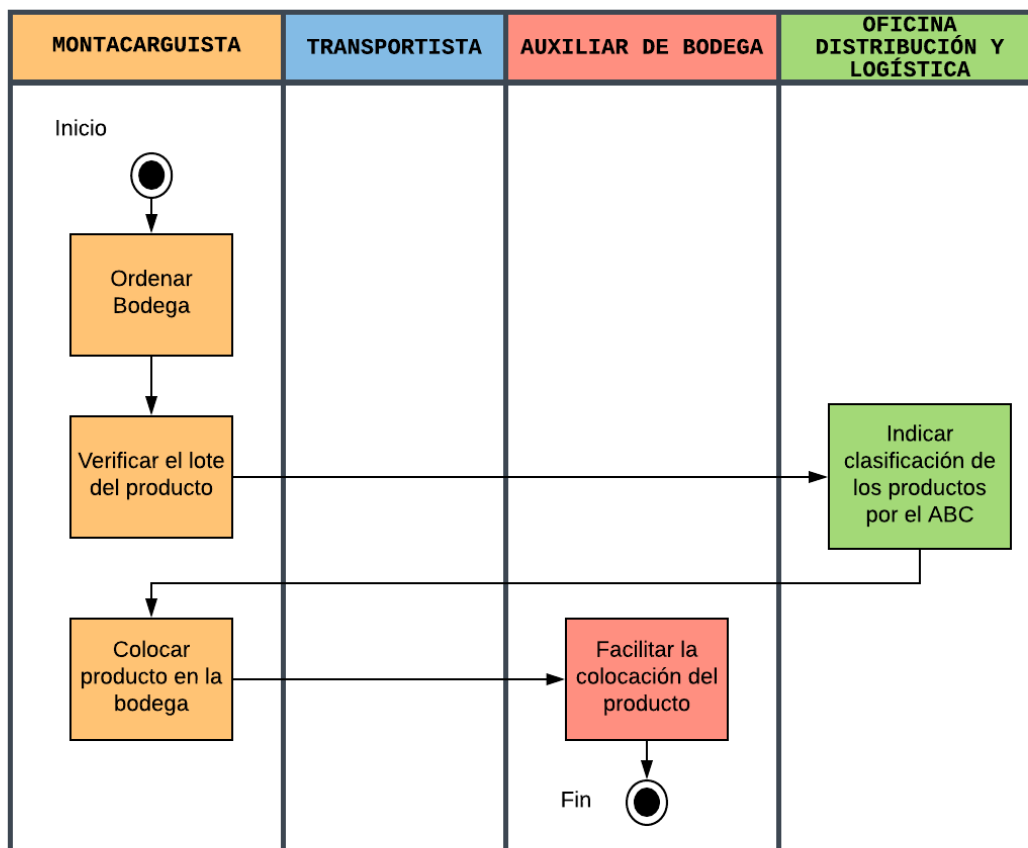 MONTACARGUISTA
TRANSPORTISTA
AUXILIAR DE BODEGA
OFICINA
DISTRIBUCIÓN Y
LOGÍSTICA
Inicio
Ordenar
Bodega
Verificar el lote
del producto
Indicar
clasificación de
los productos
por el ABC
Colocar
producto en la
bodega
Facilitar la
colocación del
producto
Fin